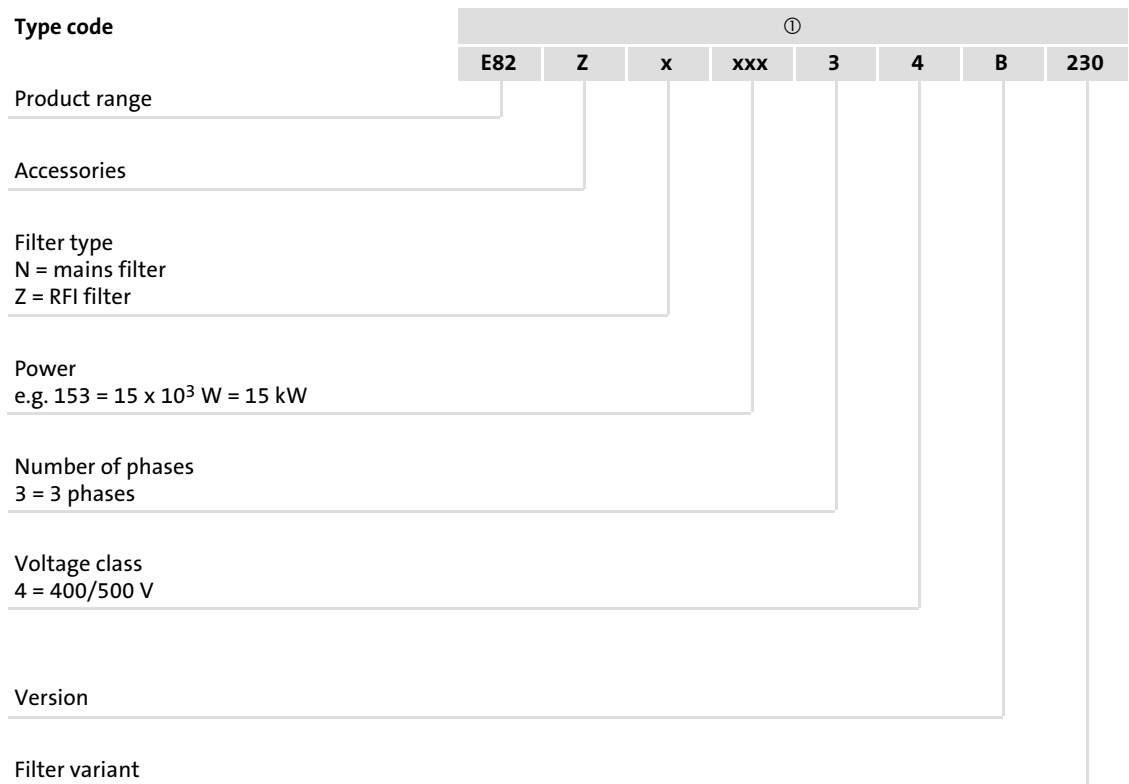 Type code ①
E82 Z x xxx 3 4 B 230
Product range
Accessories
Filter type
N = mains filter
Z = RFI filter
Power
e.g. 153 = 15 x 10³ W = 15 kW
Number of phases
3 = 3 phases
Voltage class
4 = 400/500 V
Version
Filter variant